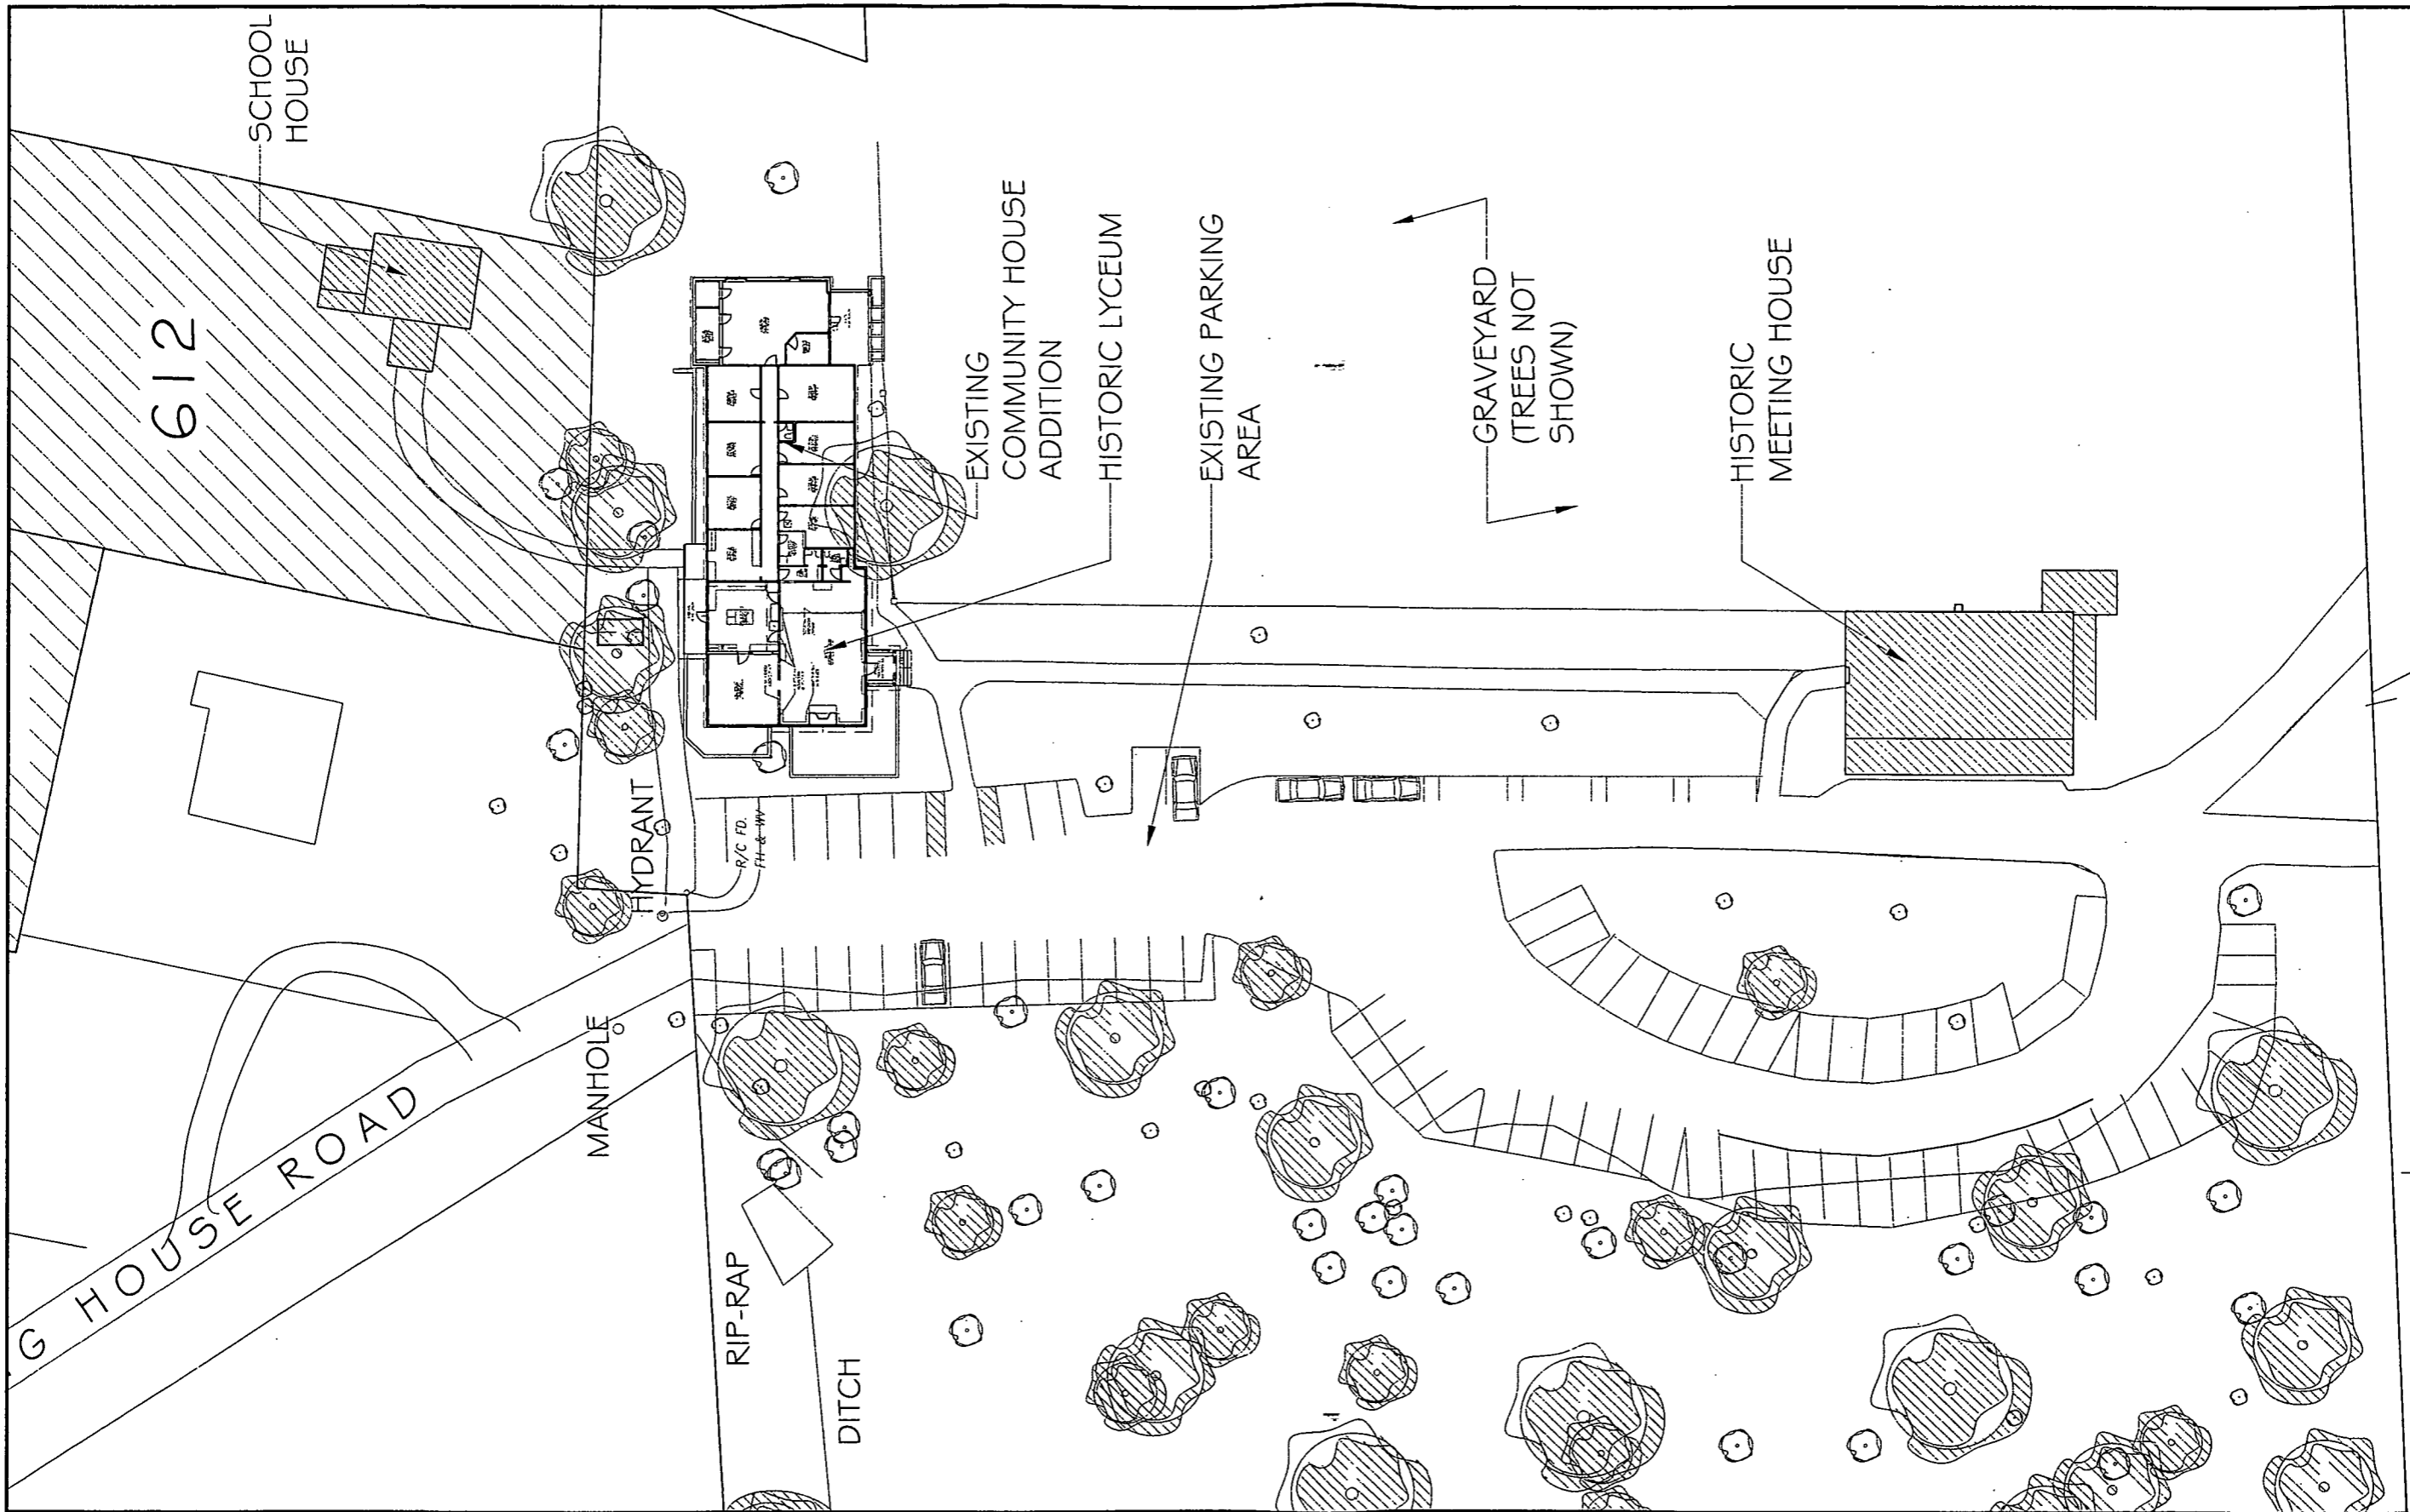 SCHOOL
HOUSE
612
EXISTING
COMMUNITY HOUSE
ADDITION
HISTORIC LYCEUM
EXISTING PARKING
AREA
GRAVEYARD
(TREES NOT
SHOWN)
HISTORIC
MEETING HOUSE
HYDRANT
R/C FD.
FH & WV
MANHOLE
G HOUSE ROAD
RIP-RAP
DITCH